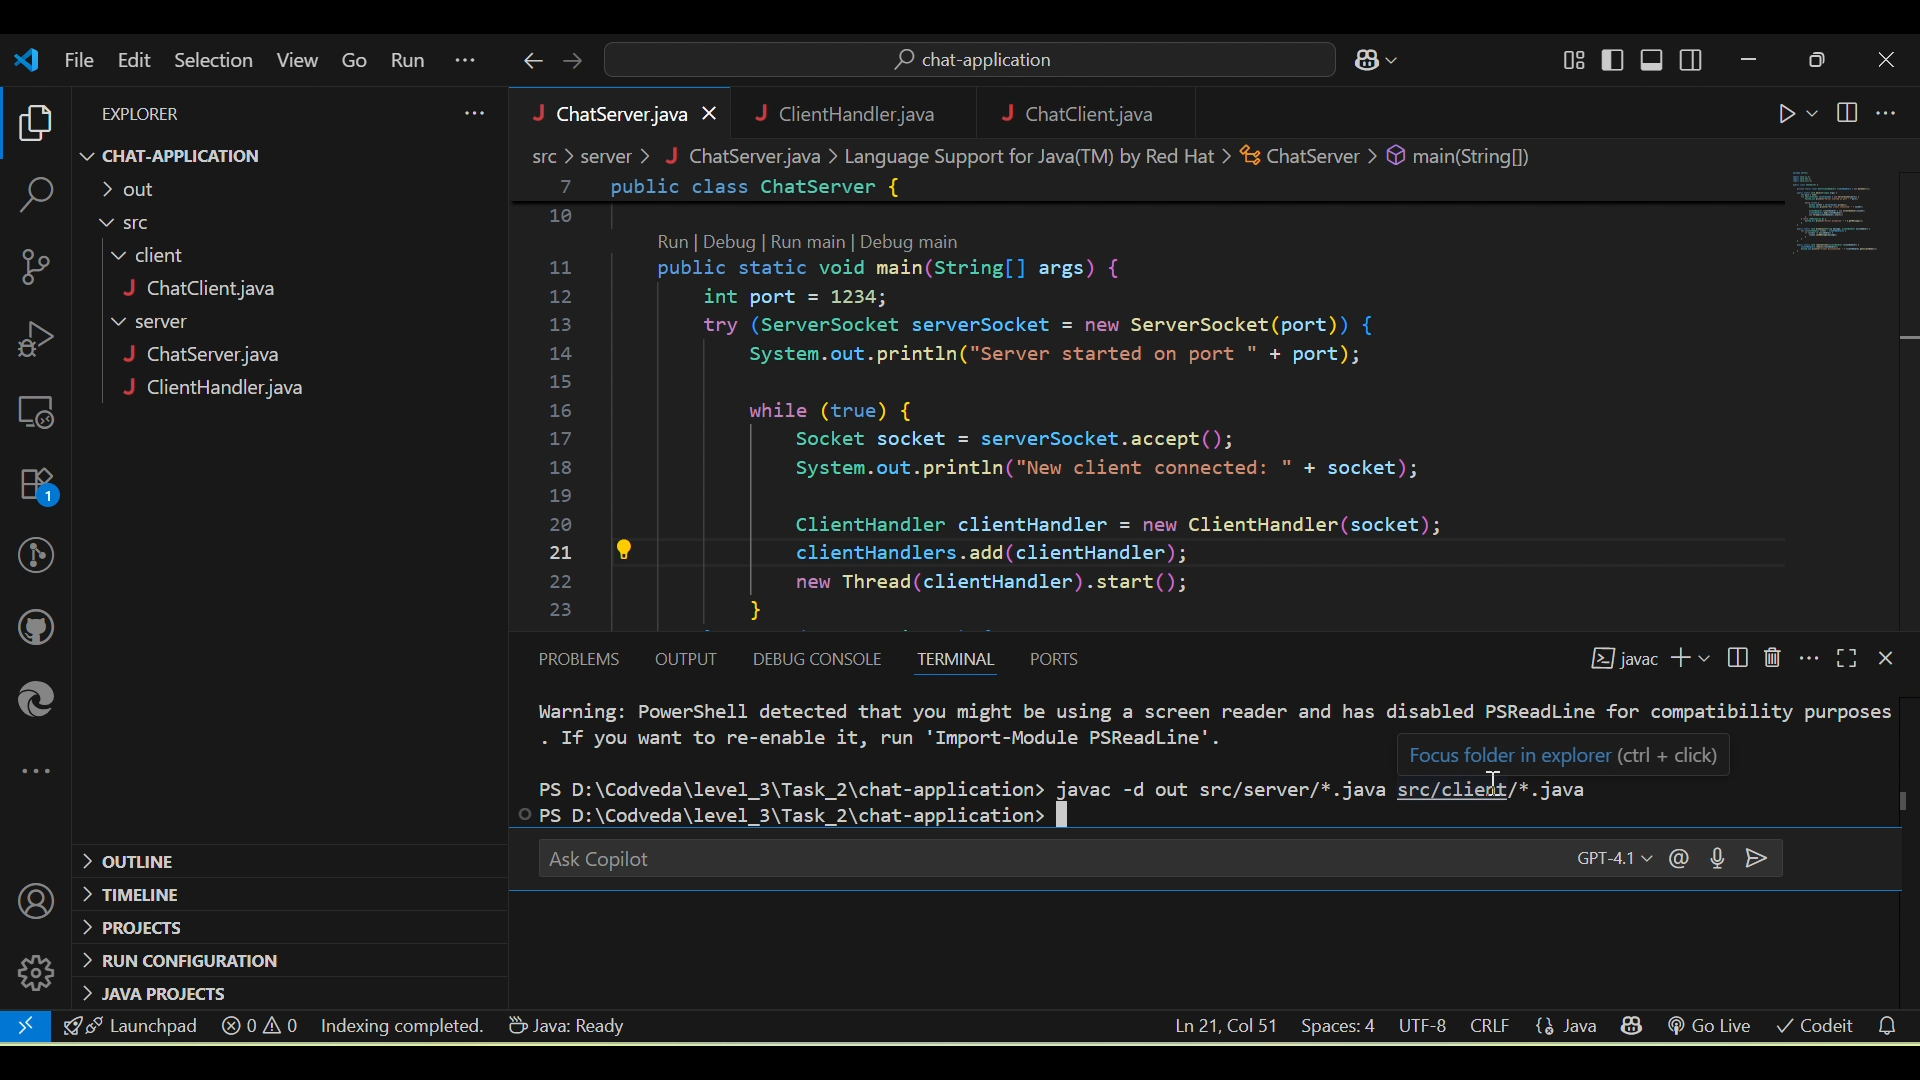 File Edit Selection View Go Run ··· chat-application
EXPLORER
CHAT-APPLICATION
out
src
client
J ChatClient.java
server
J ChatServer.java
J ClientHandler.java
OUTLINE
TIMELINE
PROJECTS
RUN CONFIGURATION
JAVA PROJECTS
J ChatServer.java J ClientHandler.java J ChatClient.java
src > server > J ChatServer.java > Language Support for Java(TM) by Red Hat > ChatServer > main(String[])
7 public class ChatServer {
10
Run | Debug | Run main | Debug main
11 public static void main(String[] args) {
12 int port = 1234;
13 try (ServerSocket serverSocket = new ServerSocket(port)) {
14 System.out.println("Server started on port " + port);
15
16 while (true) {
17 Socket socket = serverSocket.accept();
18 System.out.println("New client connected: " + socket);
19
20 ClientHandler clientHandler = new ClientHandler(socket);
21 clientHandlers.add(clientHandler);
22 new Thread(clientHandler).start();
23 }
PROBLEMS OUTPUT DEBUG CONSOLE TERMINAL PORTS javac
Warning: PowerShell detected that you might be using a screen reader and has disabled PSReadLine for compatibility purposes
. If you want to re-enable it, run 'Import-Module PSReadLine'.
Focus folder in explorer (ctrl + click)
PS D:\Codveda\level_3\Task_2\chat-application> javac -d out src/server/*.java src/client/*.java
PS D:\Codveda\level_3\Task_2\chat-application>
Ask Copilot GPT-4.1 @
1
Launchpad 0 0 Indexing completed. Java: Ready Ln 21, Col 51 Spaces: 4 UTF-8 CRLF Java Go Live Codeit